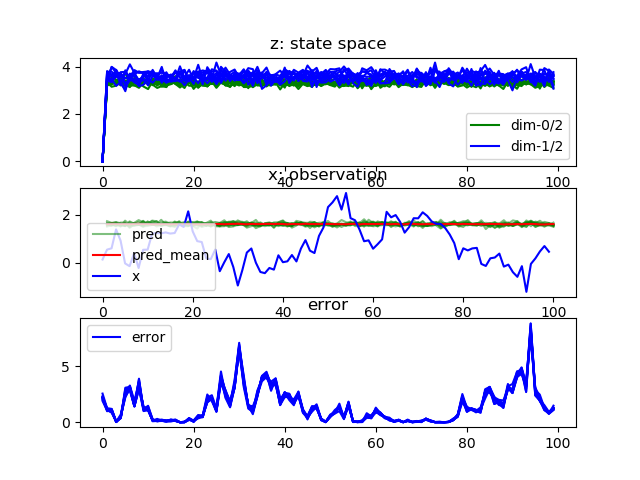 z: state space
4
2
0
dim-0/2
dim-1/2
0 20 40 60 80 100
x: observation
2
0
pred
pred_mean
x
0 20 40 60 80 100
error
5
0
error
0 20 40 60 80 100